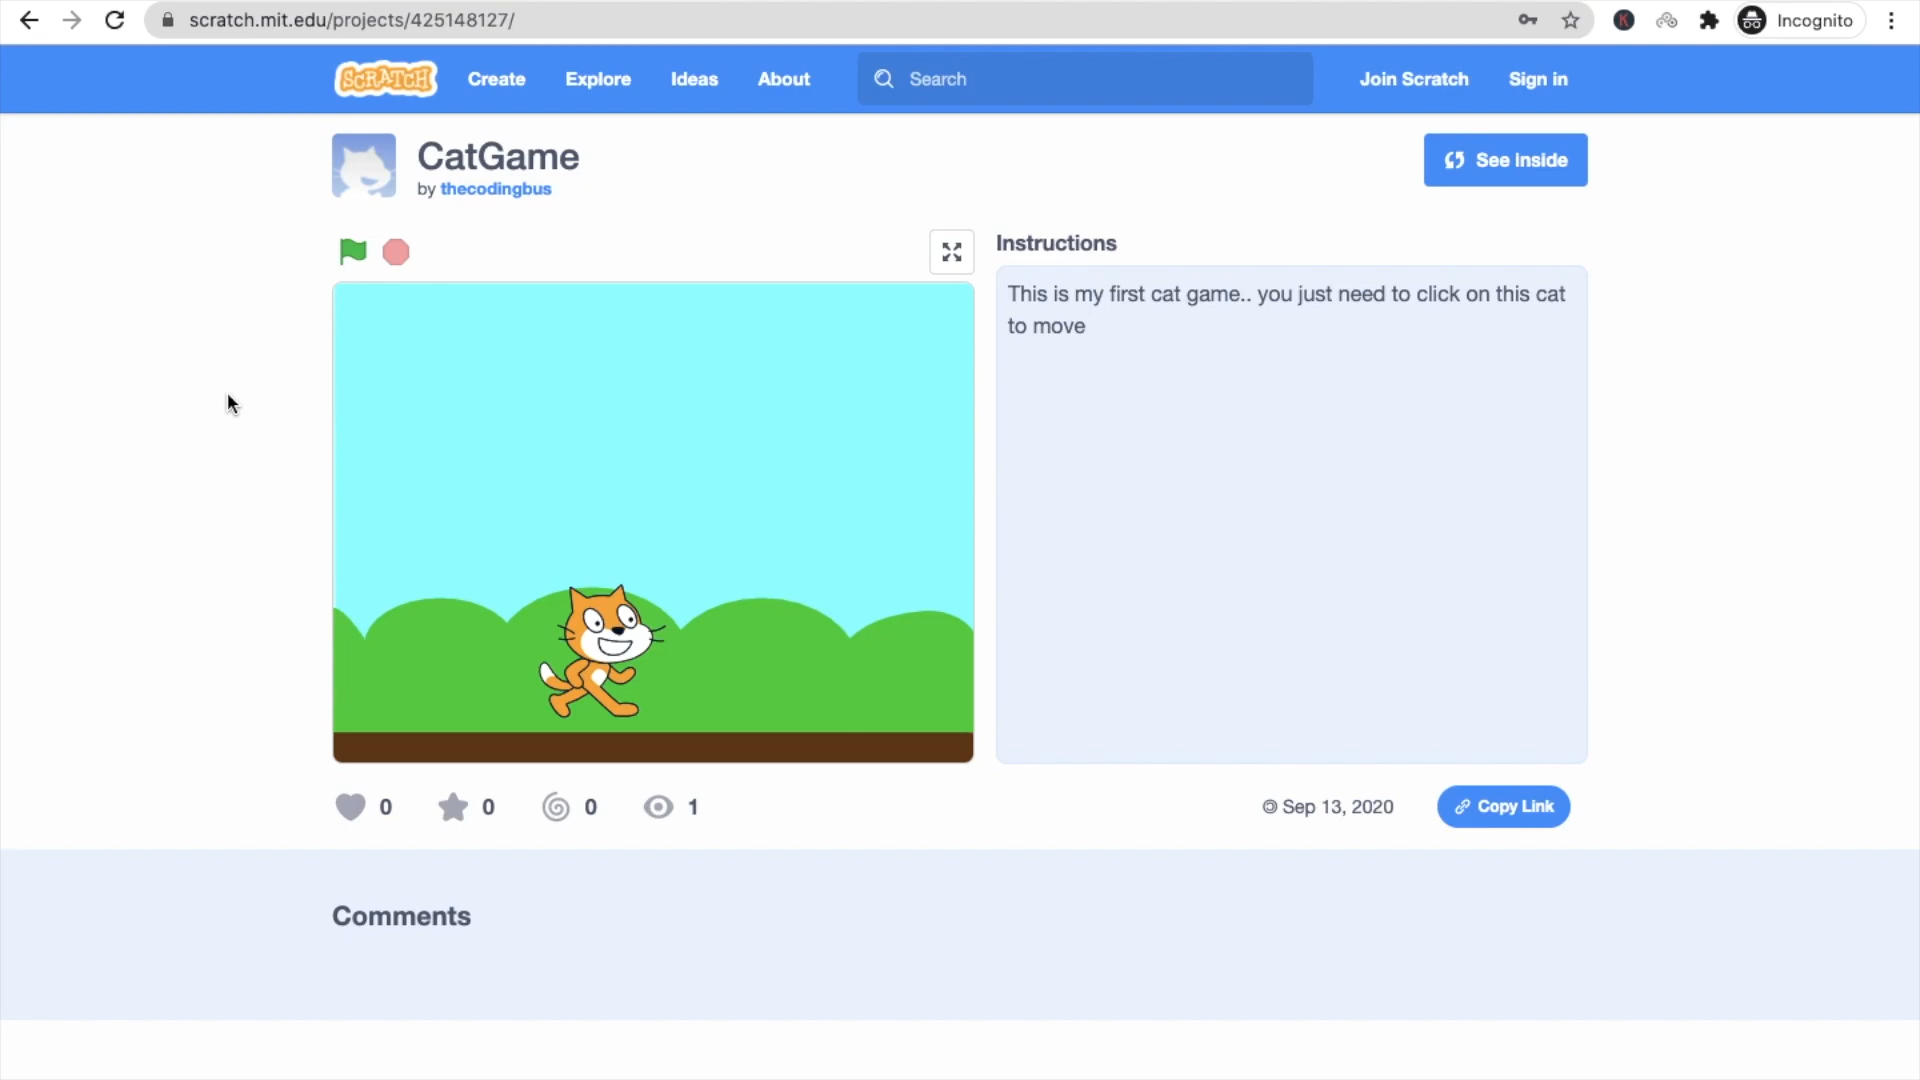 scratch.mit.edu/projects/425148127/
K
Incognito
SCRATCH
Create
Explore
Ideas
About
Search
Join Scratch
Sign in
CatGame
by thecodingbus
See inside
Instructions
This is my first cat game.. you just need to click on this cat
to move
0
0
0
1
Sep 13, 2020
Copy Link
Comments